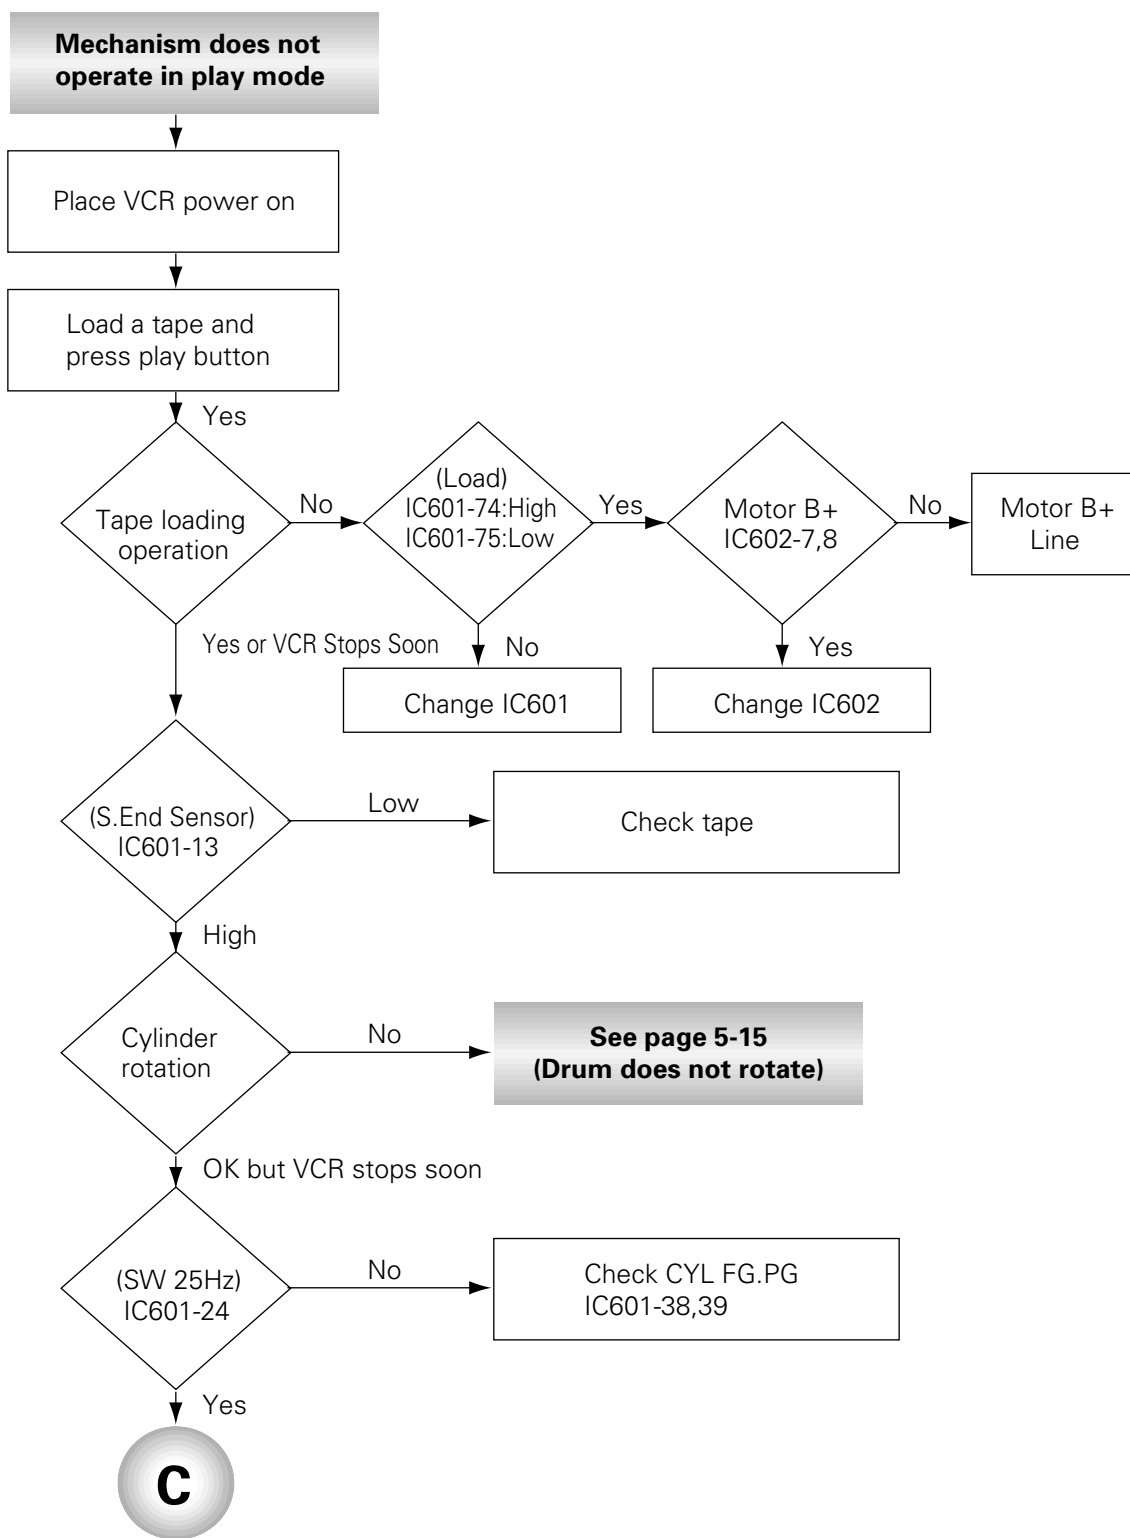 Mechanism does not
operate in play mode
Place VCR power on
Load a tape and
press play button
Yes
Tape loading
operation
No
(Load)
IC601-74:High
IC601-75:Low
Yes
Motor B+
IC602-7,8
No
Motor B+
Line
Yes or VCR Stops Soon
No
Yes
Change IC601
Change IC602
(S.End Sensor)
IC601-13
Low
Check tape
High
Cylinder
rotation
No
See page 5-15
(Drum does not rotate)
OK but VCR stops soon
(SW 25Hz)
IC601-24
No
Check CYL FG.PG
IC601-38,39
Yes
C